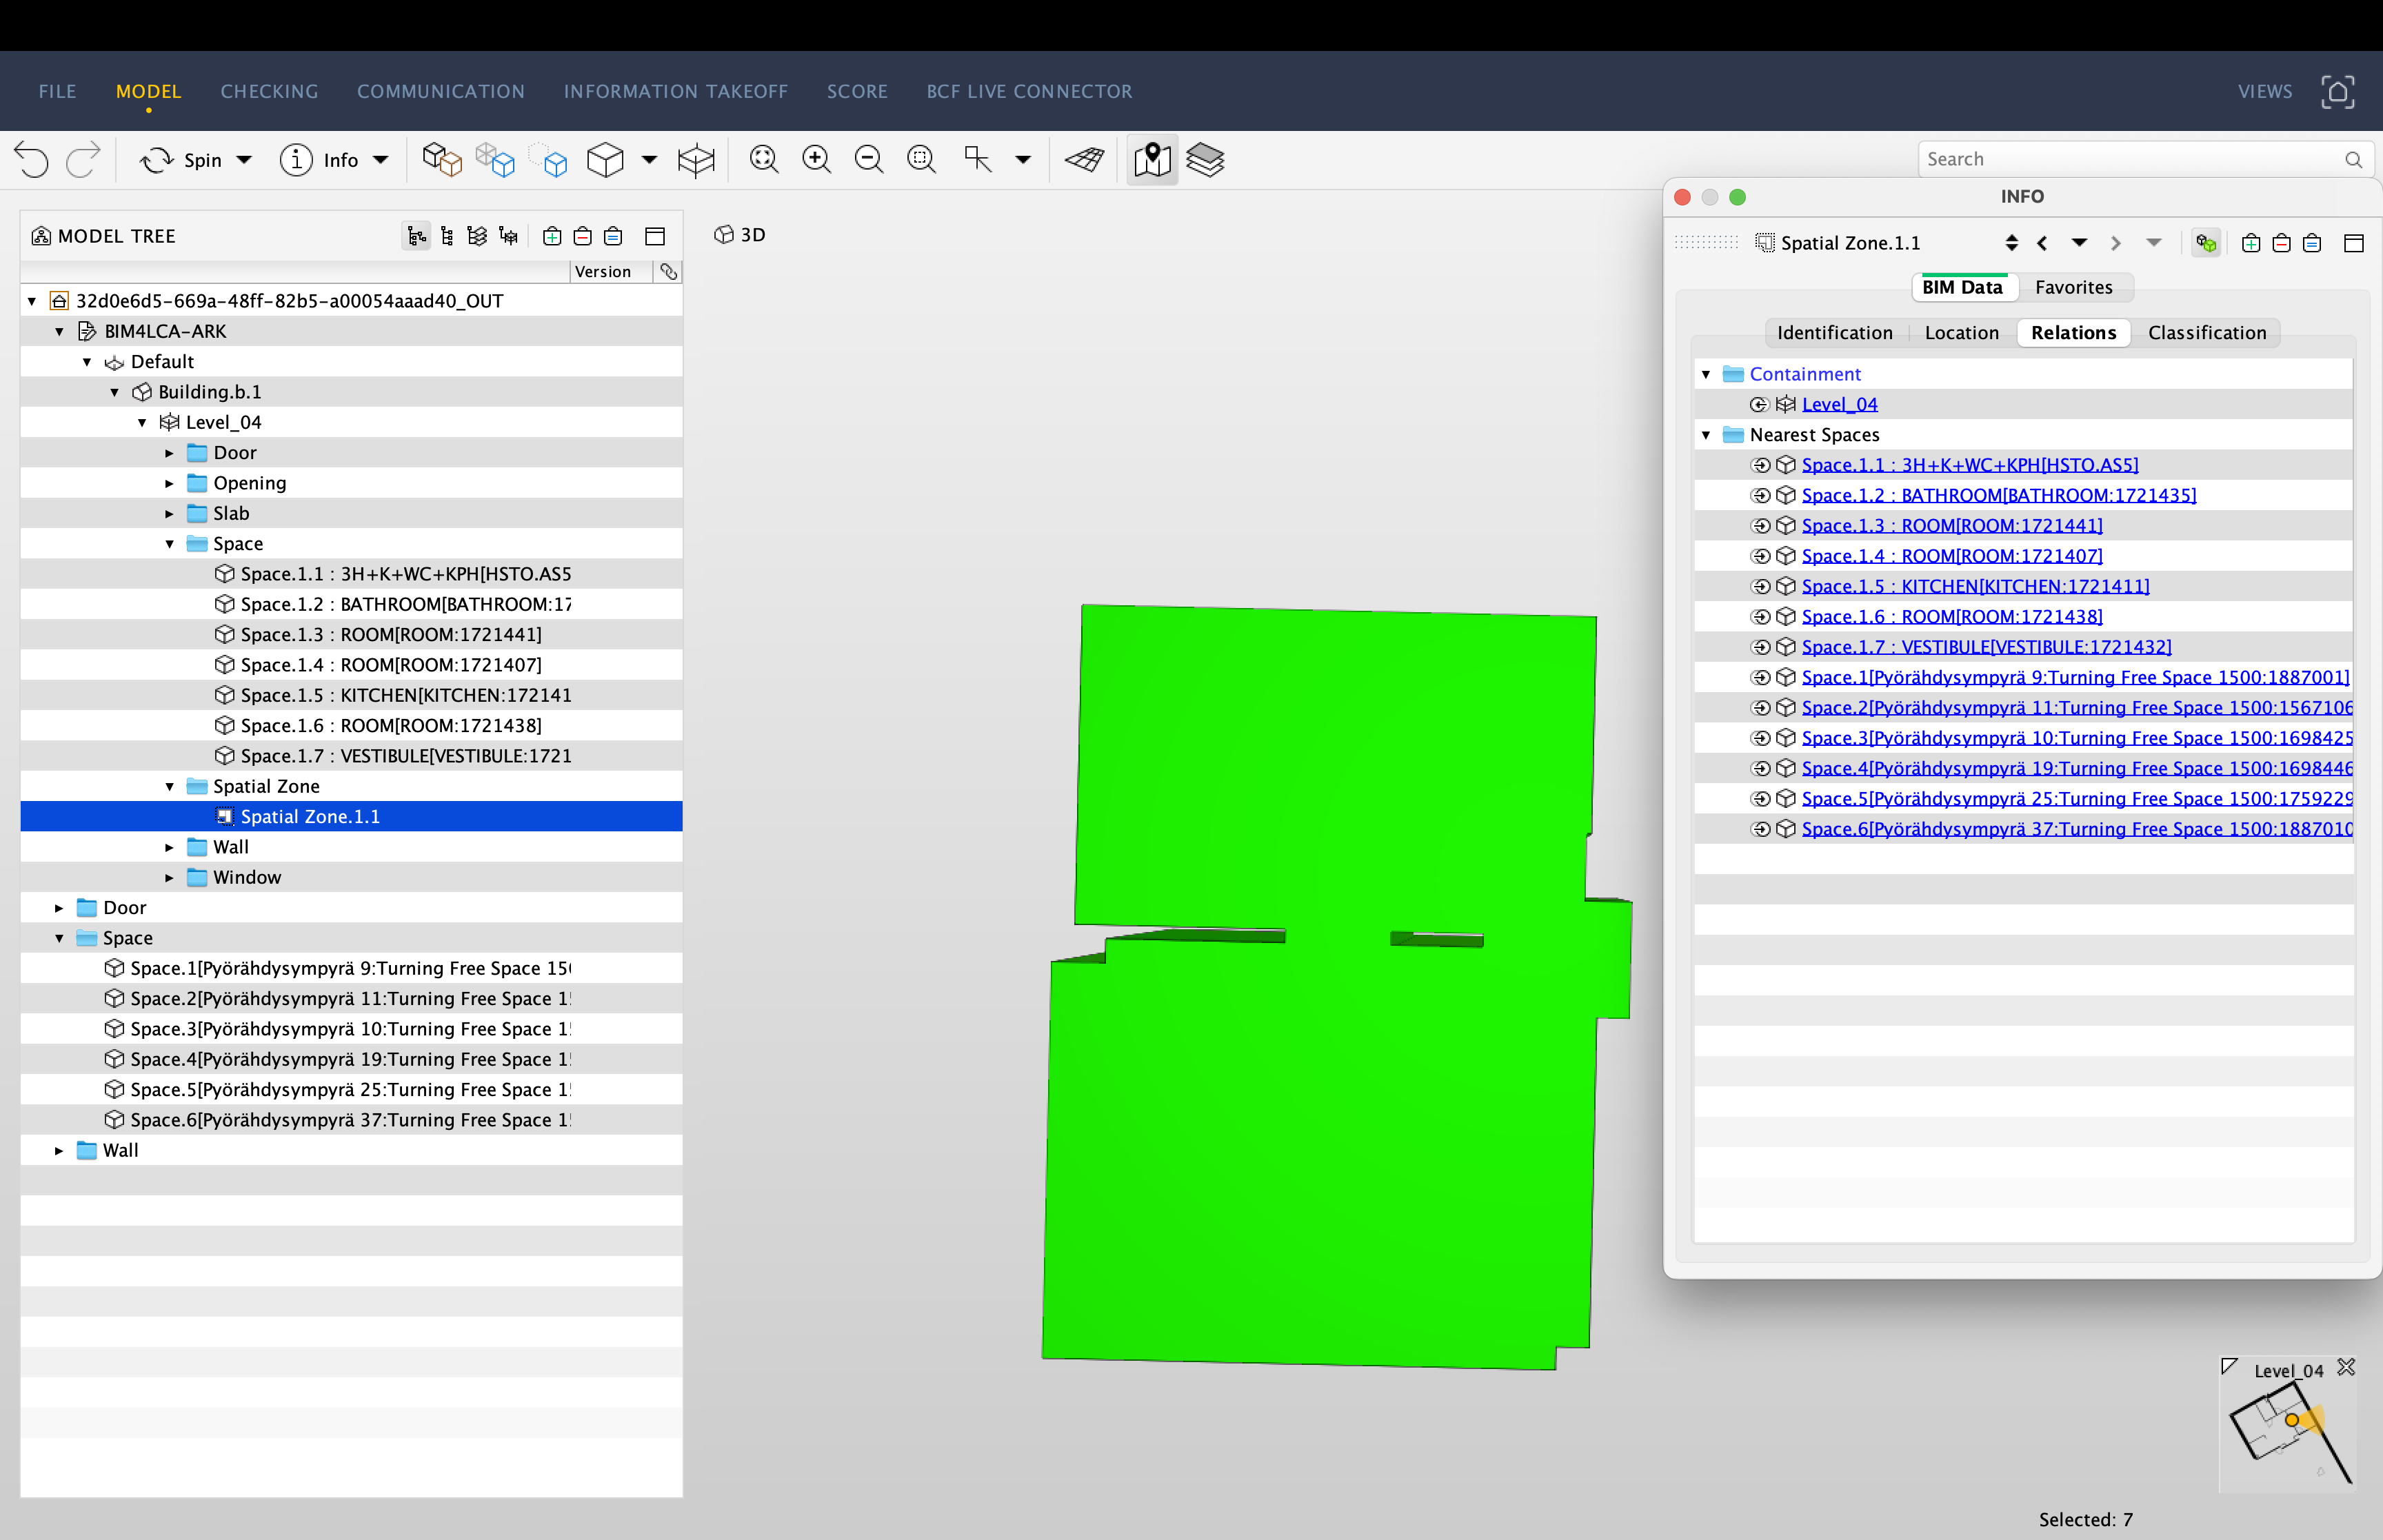 FILE MODEL CHECKING COMMUNICATION INFORMATION TAKEOFF SCORE BCF LIVE CONNECTOR VIEWS
Spin Info Search
MODEL TREE
Version
32d0e6d5-669a-48ff-82b5-a00054aaad40_OUT
BIM4LCA-ARK
Default
Building.b.1
Level_04
Door
Opening
Slab
Space
Space.1.1 : 3H+K+WC+KPH[HSTO.AS5
Space.1.2 : BATHROOM[BATHROOM:17
Space.1.3 : ROOM[ROOM:1721441]
Space.1.4 : ROOM[ROOM:1721407]
Space.1.5 : KITCHEN[KITCHEN:172141
Space.1.6 : ROOM[ROOM:1721438]
Space.1.7 : VESTIBULE[VESTIBULE:1721
Spatial Zone
Spatial Zone.1.1
Wall
Window
Door
Space
Space.1[Pyörähdysympyrä 9:Turning Free Space 150
Space.2[Pyörähdysympyrä 11:Turning Free Space 15
Space.3[Pyörähdysympyrä 10:Turning Free Space 15
Space.4[Pyörähdysympyrä 19:Turning Free Space 15
Space.5[Pyörähdysympyrä 25:Turning Free Space 15
Space.6[Pyörähdysympyrä 37:Turning Free Space 15
Wall
3D
INFO
Spatial Zone.1.1
BIM Data Favorites
Identification Location Relations Classification
Containment
Level_04
Nearest Spaces
Space.1.1 : 3H+K+WC+KPH[HSTO.AS5]
Space.1.2 : BATHROOM[BATHROOM:1721435]
Space.1.3 : ROOM[ROOM:1721441]
Space.1.4 : ROOM[ROOM:1721407]
Space.1.5 : KITCHEN[KITCHEN:1721411]
Space.1.6 : ROOM[ROOM:1721438]
Space.1.7 : VESTIBULE[VESTIBULE:1721432]
Space.1[Pyörähdysympyrä 9:Turning Free Space 1500:1887001]
Space.2[Pyörähdysympyrä 11:Turning Free Space 1500:1567106
Space.3[Pyörähdysympyrä 10:Turning Free Space 1500:1698425
Space.4[Pyörähdysympyrä 19:Turning Free Space 1500:1698446
Space.5[Pyörähdysympyrä 25:Turning Free Space 1500:1759229
Space.6[Pyörähdysympyrä 37:Turning Free Space 1500:1887010
Level_04
Selected: 7